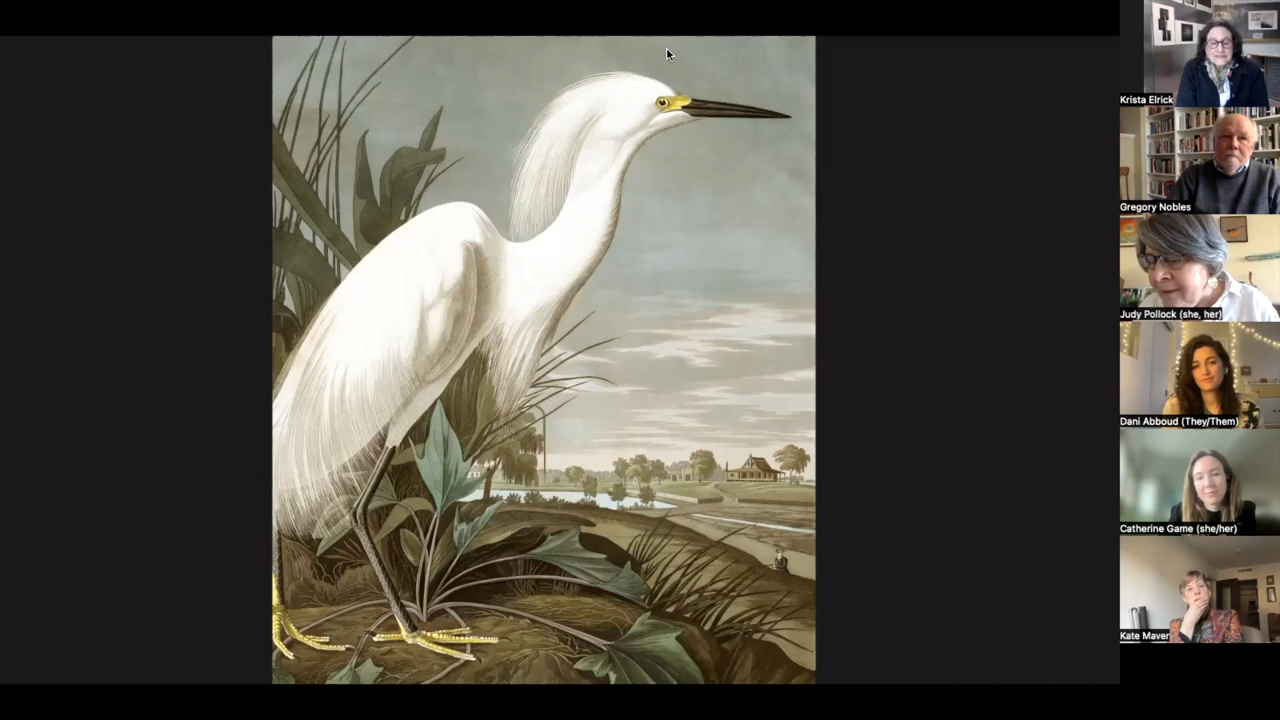 Krista Elrick
Gregory Nobles
Judy Pollock (she, her)
Dani Abboud (They/Them)
Catherine Game (she/her)
Kate Maver